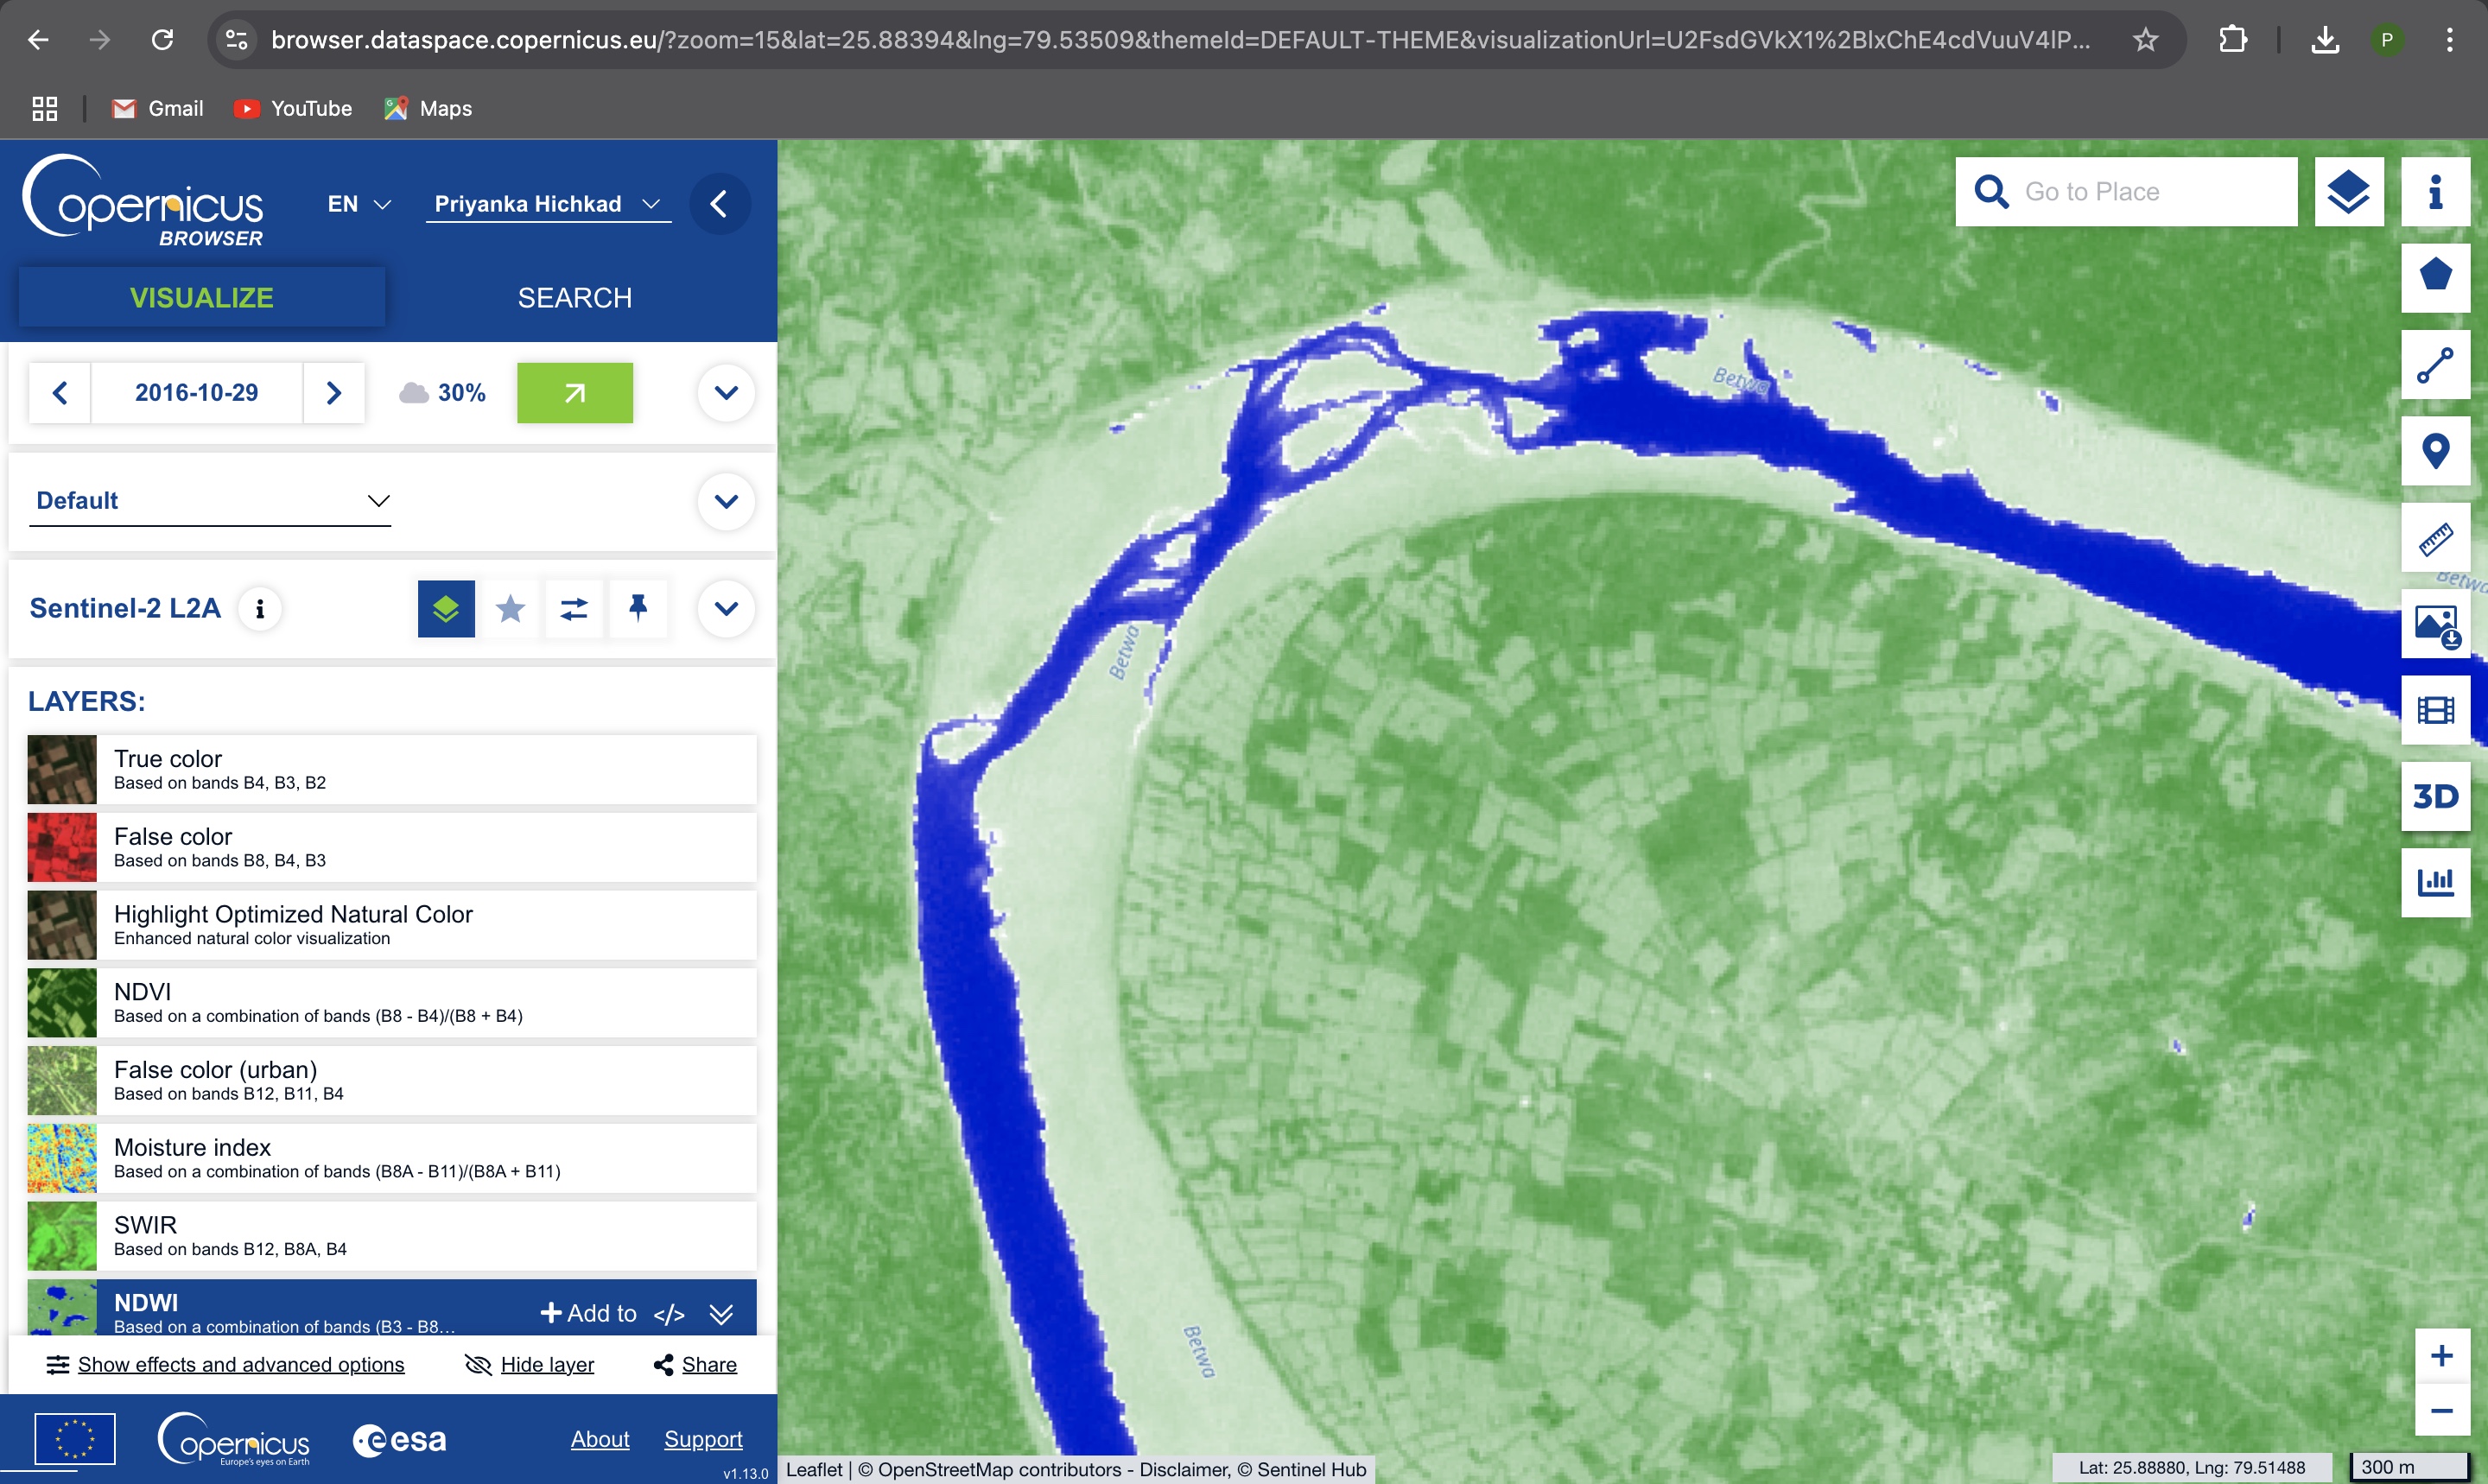 browser.dataspace.copernicus.eu/?zoom=15&lat=25.88394&lng=79.53509&themeId=DEFAULT-THEME&visualizationUrl=U2FsdGVkX1%2BlxChE4cdVuuV4lP...
P
Gmail
YouTube
Maps
Opernicus
BROWSER
EN
Priyanka Hichkad
VISUALIZE
SEARCH
2016-10-29
30%
Default
Sentinel-2 L2A
LAYERS:
True color
Based on bands B4, B3, B2
False color
Based on bands B8, B4, B3
Highlight Optimized Natural Color
Enhanced natural color visualization
NDVI
Based on a combination of bands (B8 - B4)/(B8 + B4)
False color (urban)
Based on bands B12, B11, B4
Moisture index
Based on a combination of bands (B8A - B11)/(B8A + B11)
SWIR
Based on bands B12, B8A, B4
NDWI
Based on a combination of bands (B3 - B8...
Add to
</>
Show effects and advanced options
Hide layer
Share
Opernicus
Europe's eyes on Earth
esa
About
Support
v1.13.0
Go to Place
Betwa
Betwa
Betwa
Betwa
3D
Leaflet | © OpenStreetMap contributors - Disclaimer, © Sentinel Hub
Lat: 25.88880, Lng: 79.51488
300 m